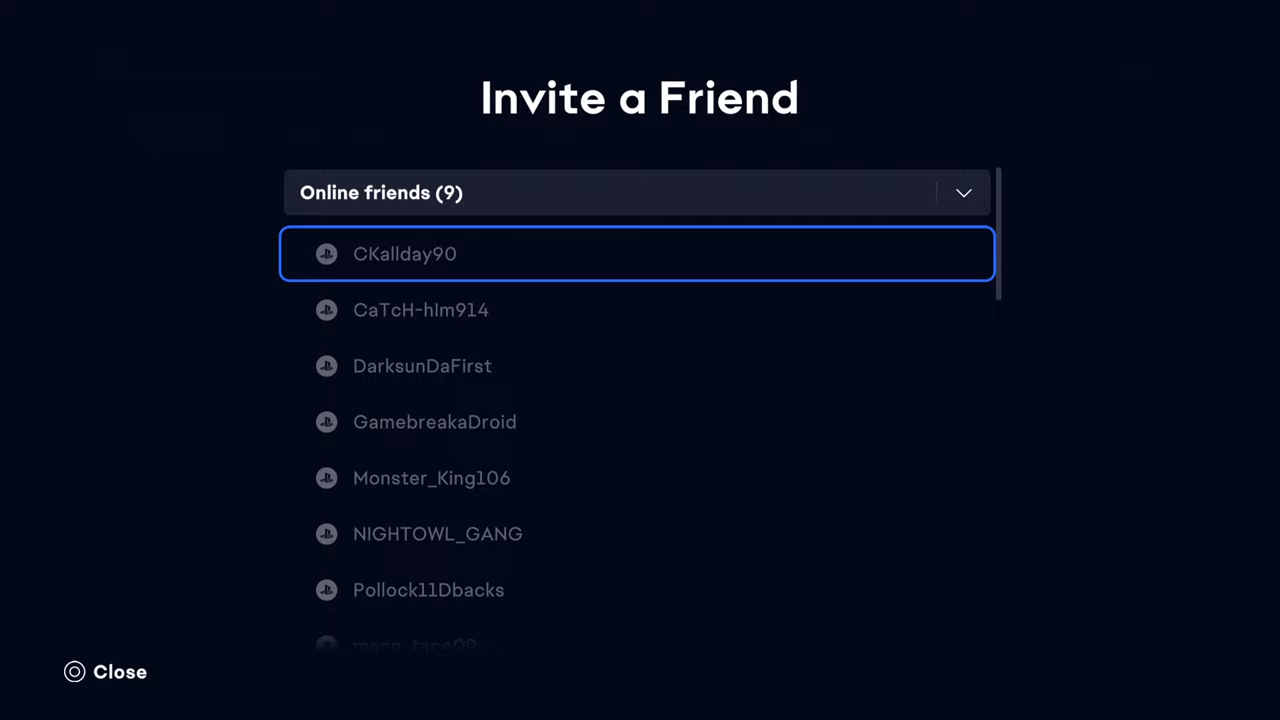 Invite a Friend
Online friends (9)
CKallday90
CaTcH-hIm914
DarksunDaFirst
GamebreakaDroid
Monster_King106
NIGHTOWL_GANG
Pollock11Dbacks
Close